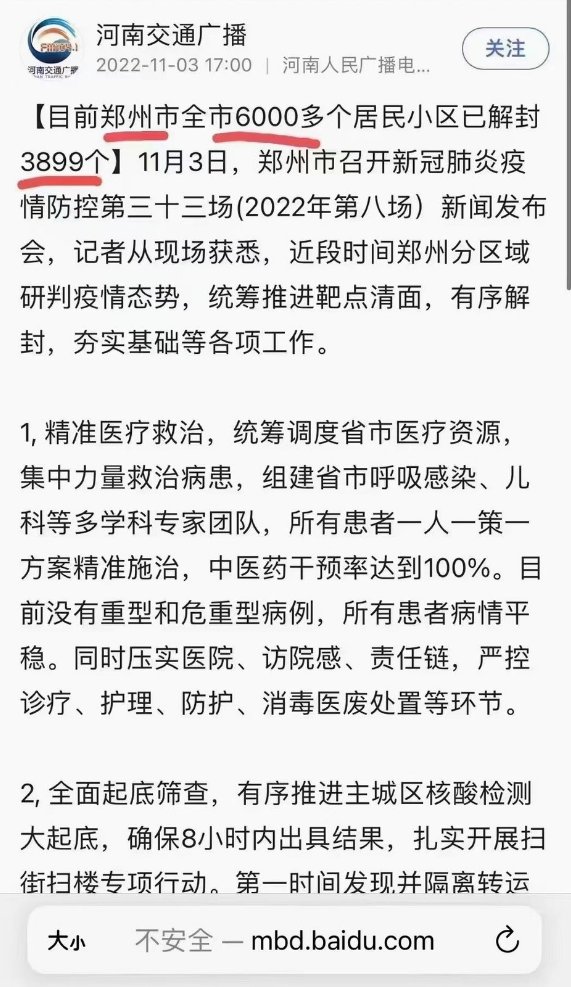 河南交通广播
2022-11-03 17:00 | 河南人民广播电...
关注
FM104.1
河南交通广播
【目前郑州市全市6000多个居民小区已解封
3899个】11月3日，郑州市召开新冠肺炎疫
情防控第三十三场(2022年第八场）新闻发布
会，记者从现场获悉，近段时间郑州分区域
研判疫情态势，统筹推进靶点清面，有序解
封，夯实基础等各项工作。
1, 精准医疗救治，统筹调度省市医疗资源，
集中力量救治病患，组建省市呼吸感染、儿
科等多学科专家团队，所有患者一人一策一
方案精准施治，中医药干预率达到100%。目
前没有重型和危重型病例，所有患者病情平
稳。同时压实医院、访院感、责任链，严控
诊疗、护理、防护、消毒医废处置等环节。
2, 全面起底筛查，有序推进主城区核酸检测
大起底，确保8小时内出具结果，扎实开展扫
街扫楼专项行动。第一时间发现并隔离转运
大小 不安全 — mbd.baidu.com